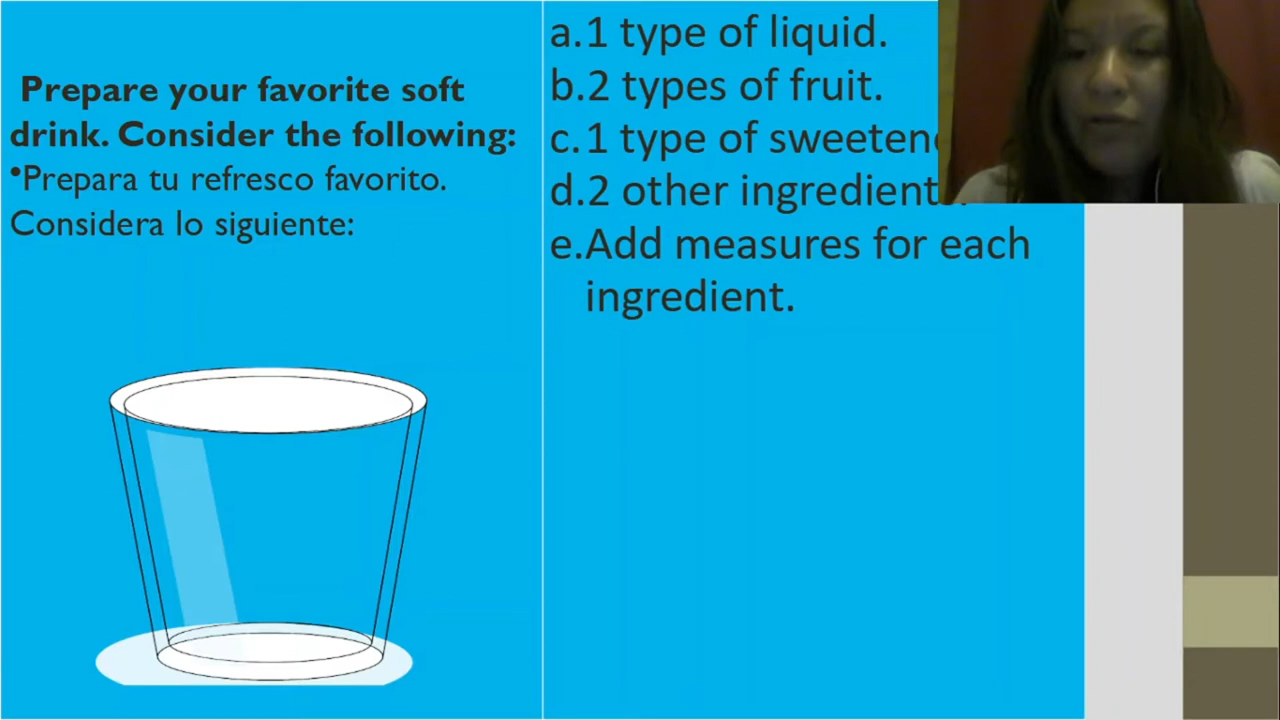 Prepare your favorite soft
drink. Consider the following:
•Prepara tu refresco favorito.
Considera lo siguiente:
a.1 type of liquid.
b.2 types of fruit.
c.1 type of
d.2 other
e.Add measures for each
ingredient.